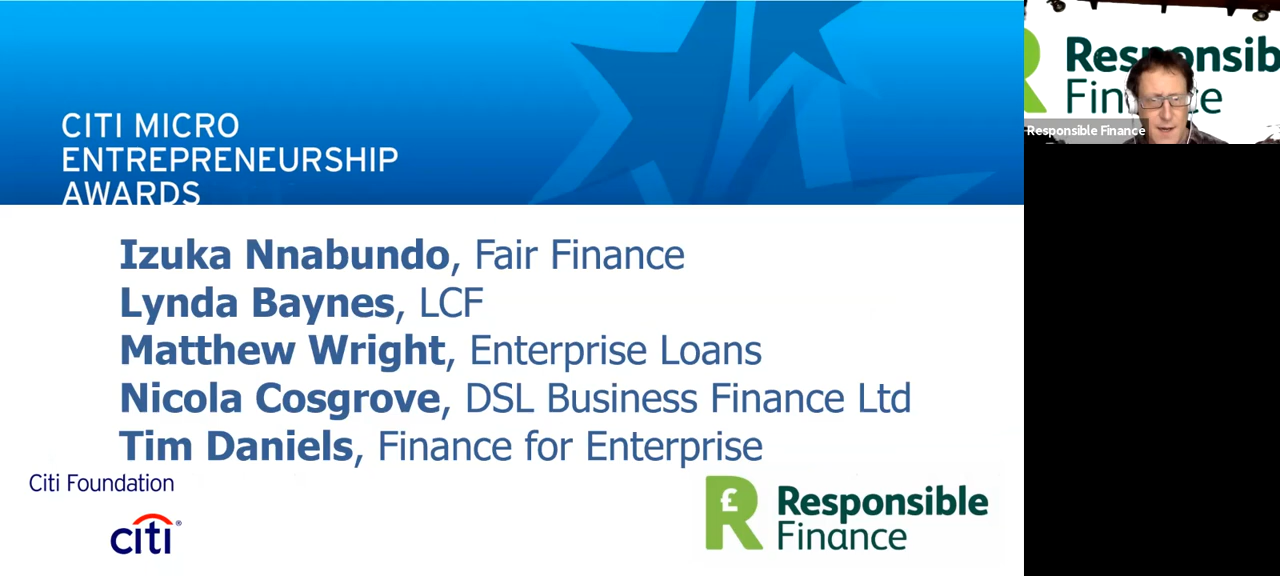 CITI MICRO
ENTREPRENEURSHIP
AWARDS
Izuka Nnabundo, Fair Finance
Lynda Baynes, LCF
Matthew Wright, Enterprise Loans
Nicola Cosgrove, DSL Business Finance Ltd
Tim Daniels, Finance for Enterprise
Citi Foundation
citi®
R£ Responsible
Finance
Responsible Finance